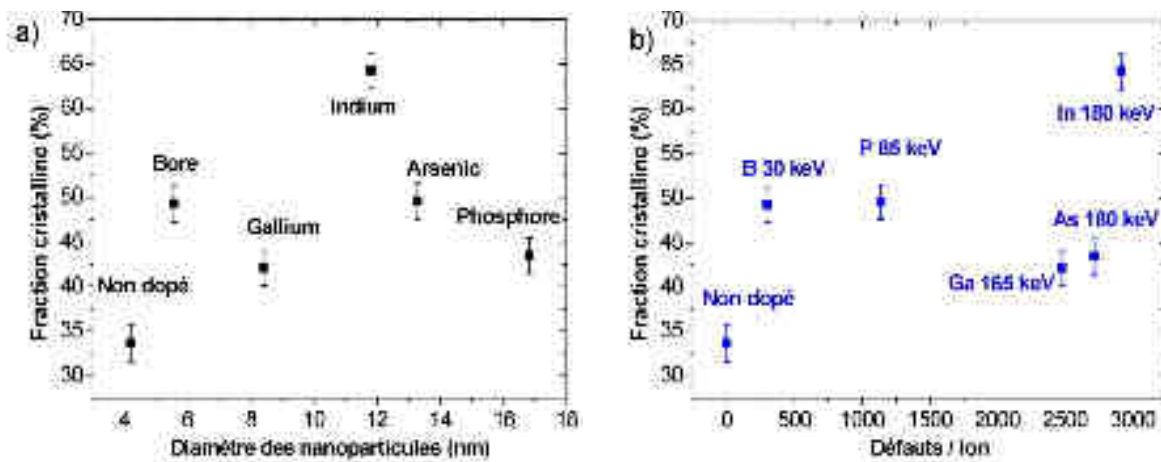 a)
Fraction cristalline (%)
70
65
60
55
50
45
40
35
30
Indium
Bore
Arsenic
Gallium
Phosphore
Non dopé
4 6 8 10 12 14 16 18
Diamètre des nanoparticules (nm)
b)
Fraction cristalline (%)
70
65
60
55
50
45
40
35
30
In 180 keV
P 85 keV
B 30 keV
As 180 keV
Ga 165 keV
Non dopé
0 500 1000 1500 2000 2500 3000
Défauts / Ion